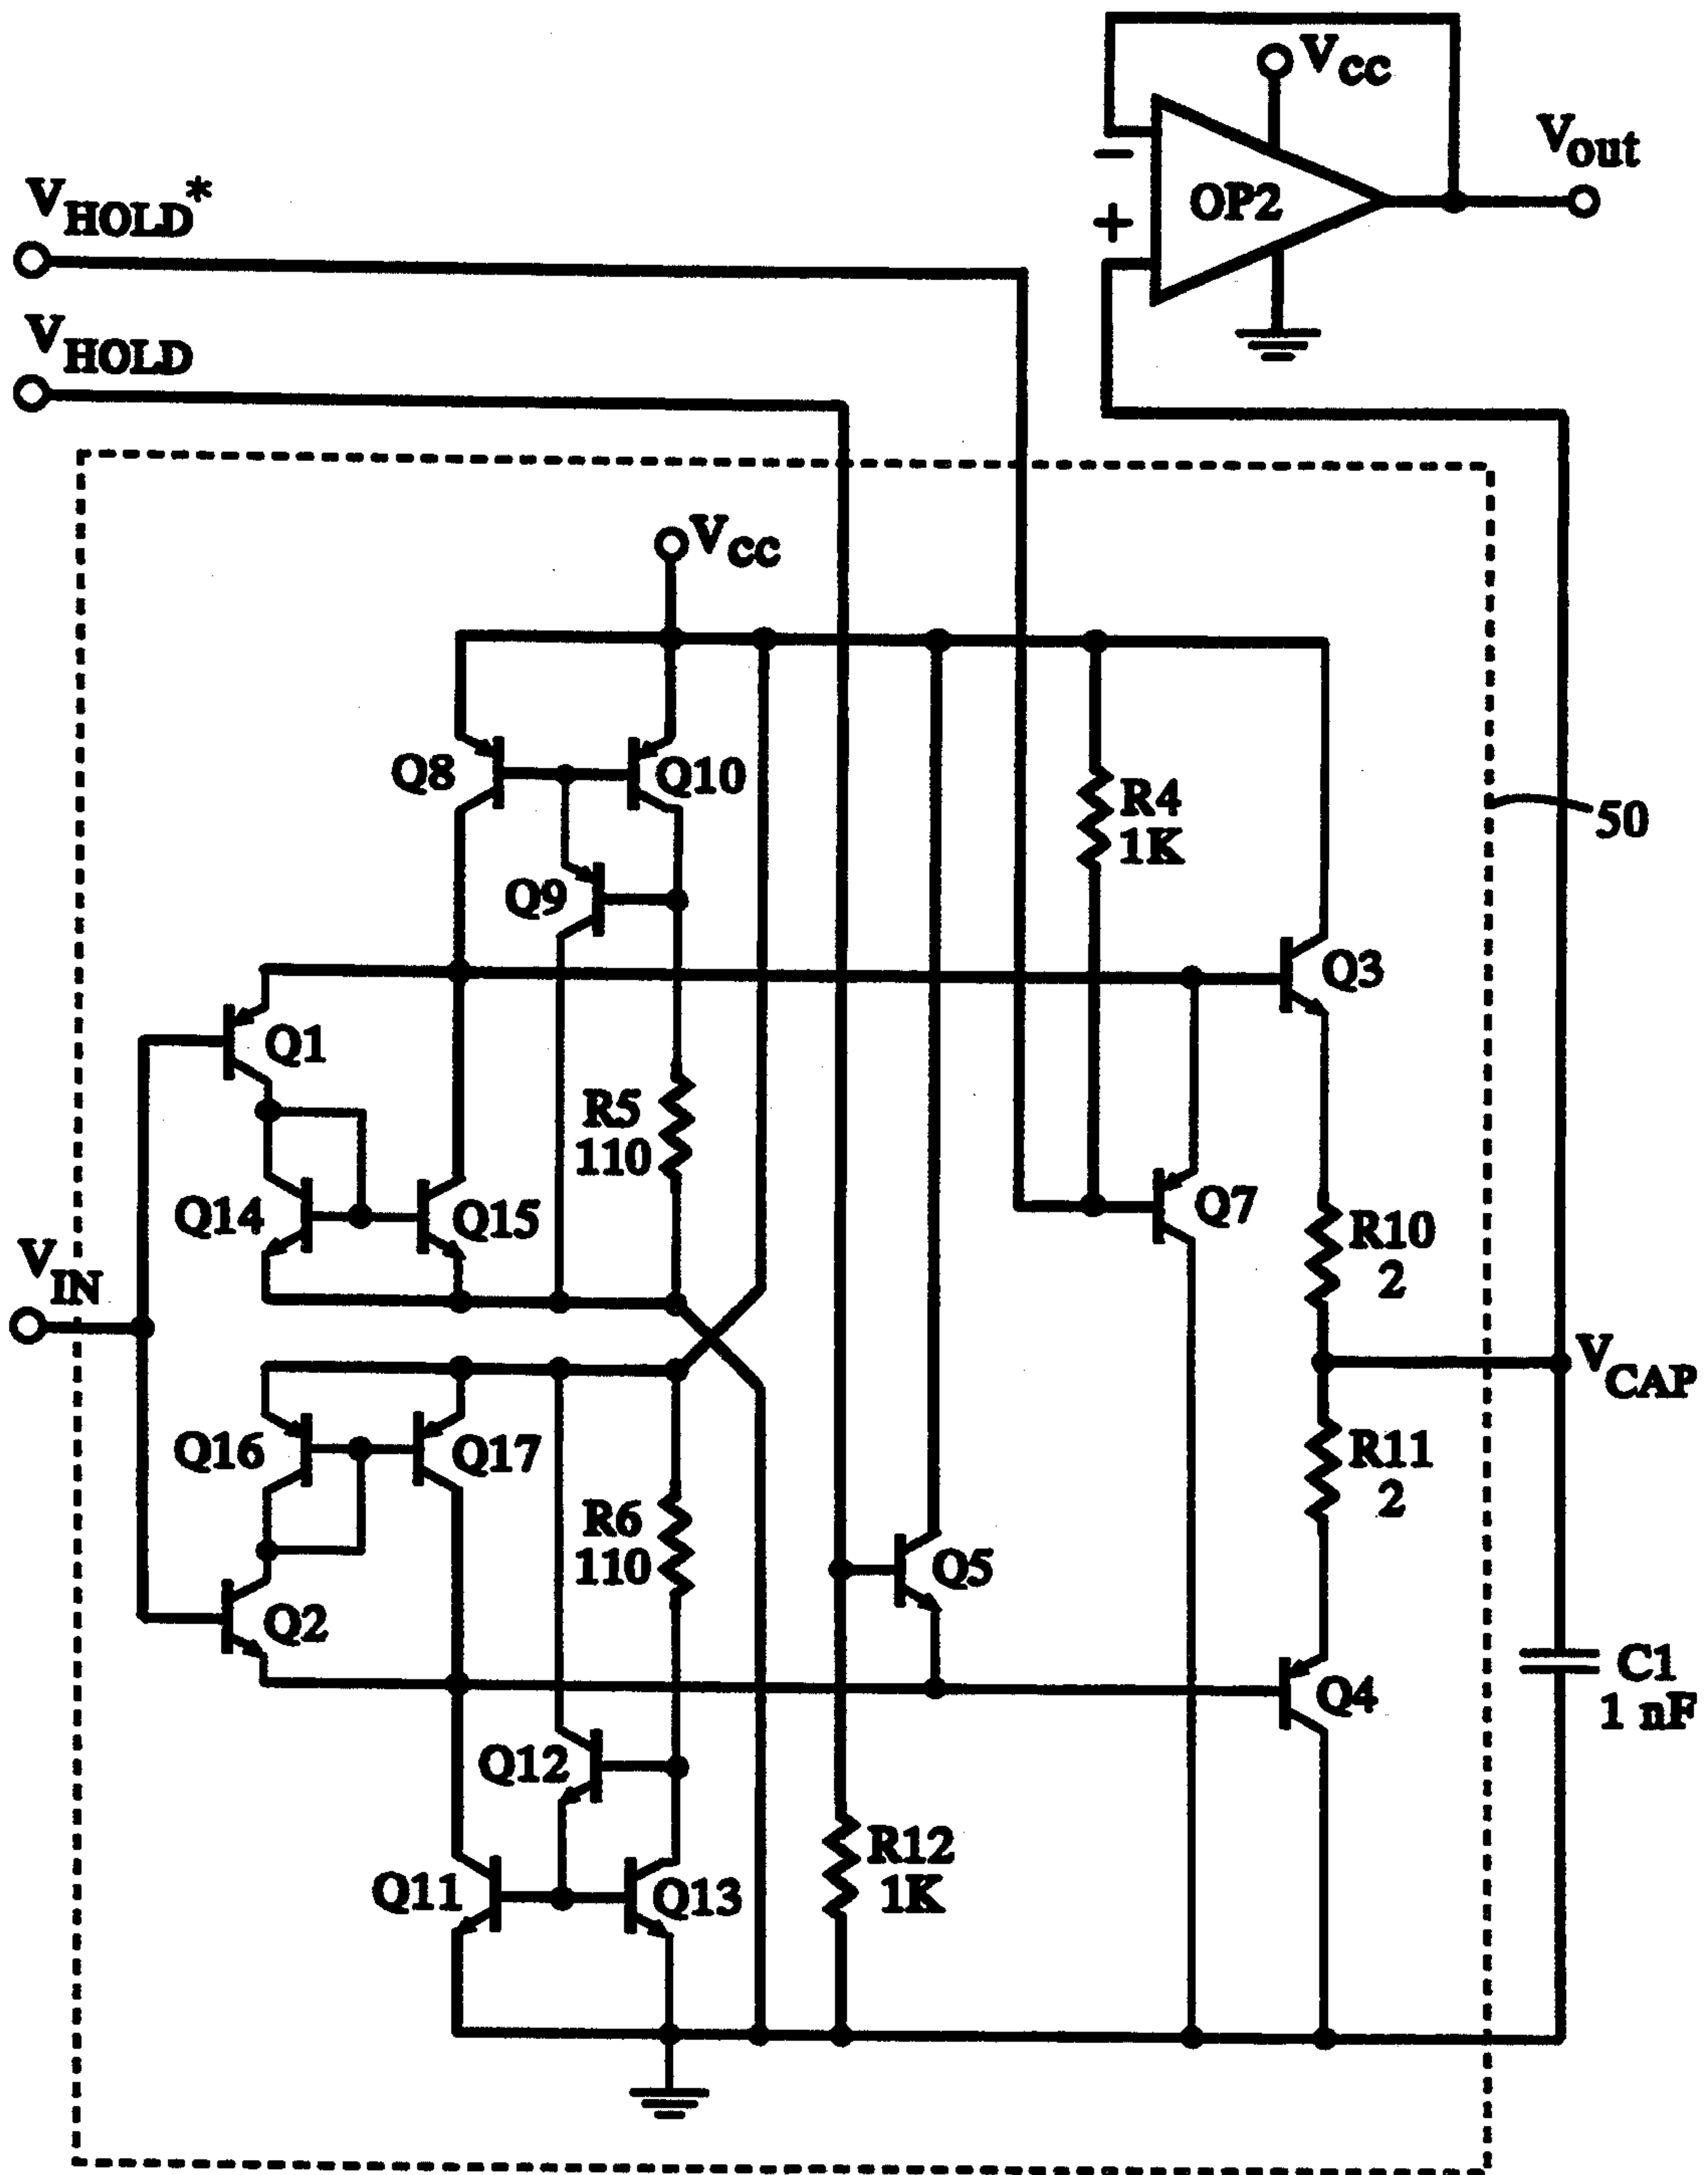 VCC
Vout
OP2
−
+
VHOLD*
VHOLD
VCC
Q8
Q10
R4
1K
50
Q9
Q3
Q1
R5
110
Q14
Q15
Q7
R10
2
VIN
VCAP
Q16
Q17
R11
2
R6
110
Q5
Q2
Q12
Q4
C1
1 nF
R12
1K
Q11
Q13